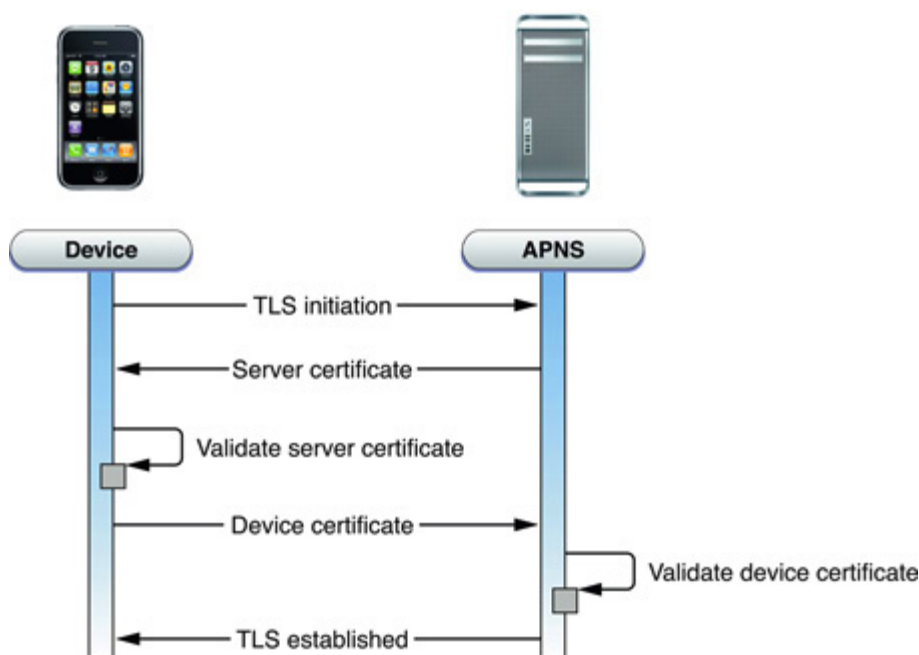 Device
APNS
TLS initiation
Server certificate
Validate server certificate
Device certificate
Validate device certificate
TLS established